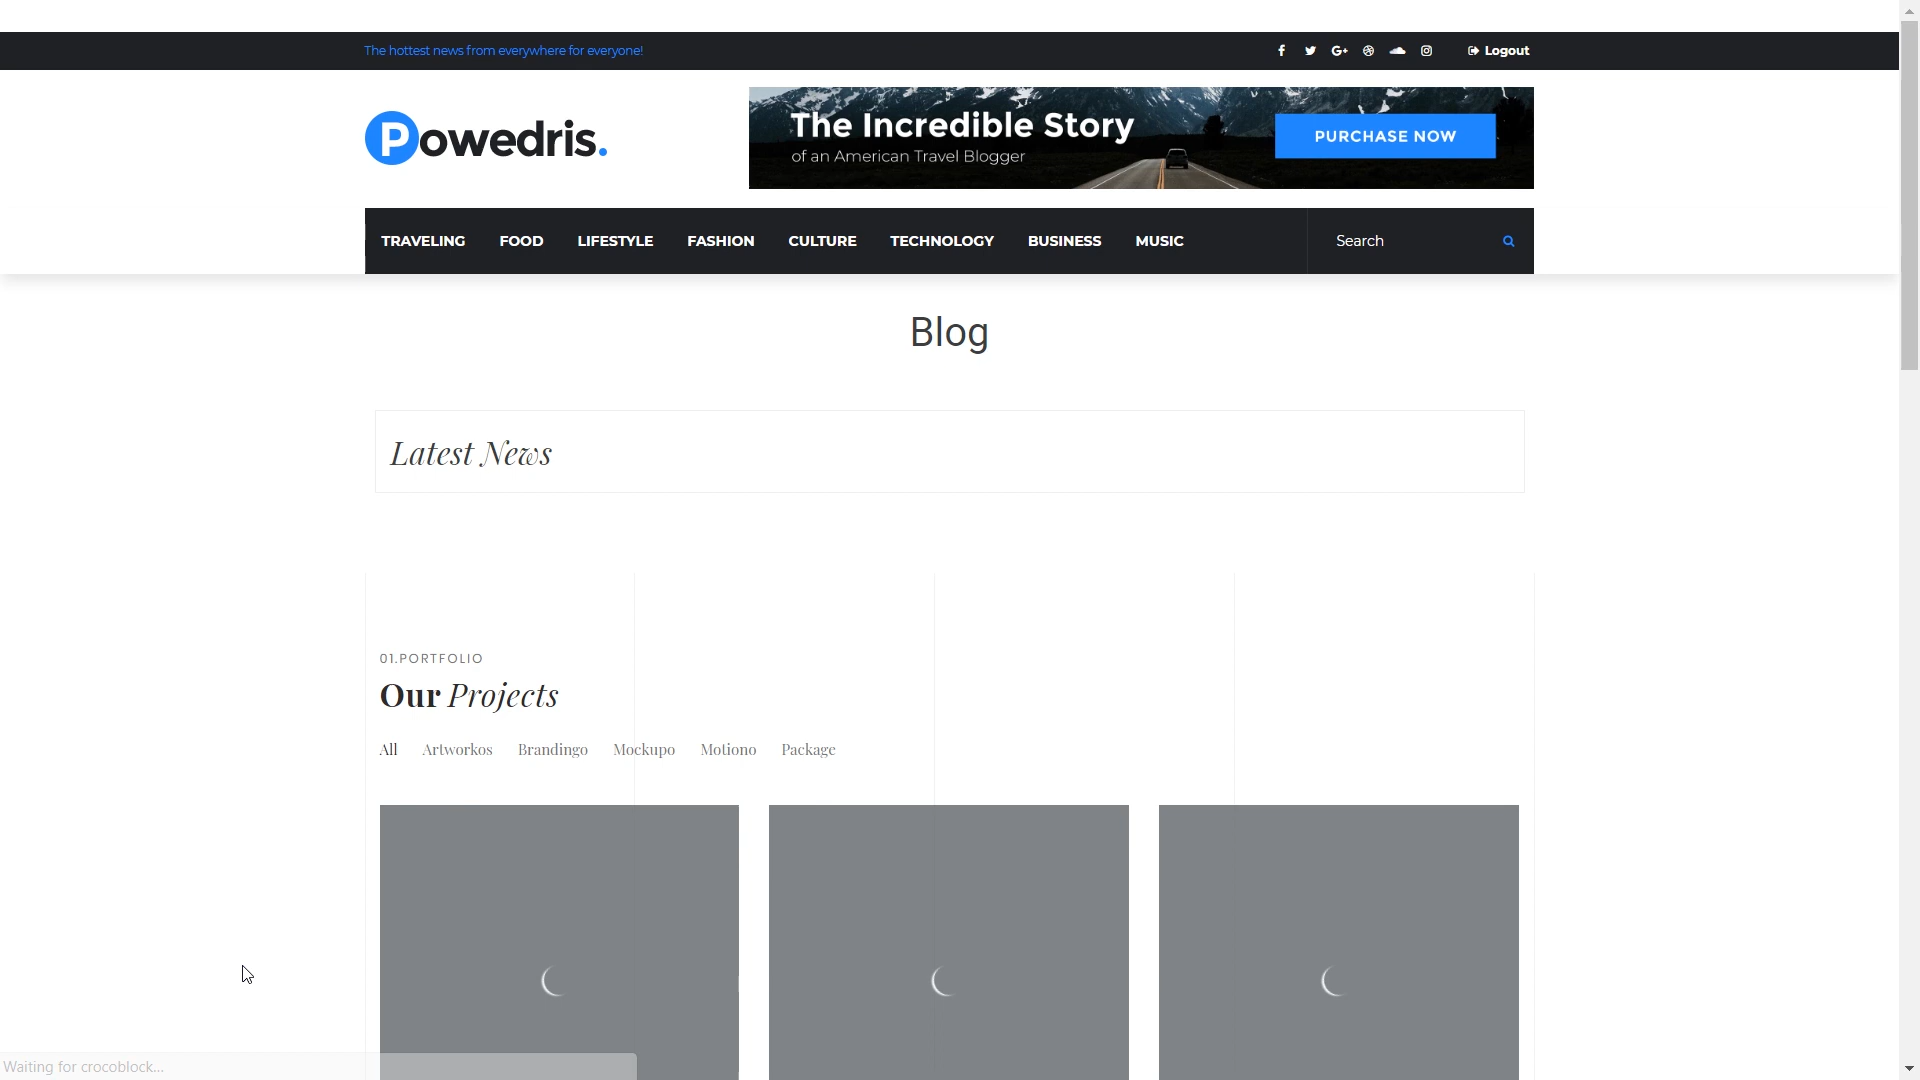 The hottest news from everywhere for everyone!
Logout
Powedris.
The Incredible Story
of an American Travel Blogger
PURCHASE NOW
TRAVELING FOOD LIFESTYLE FASHION CULTURE TECHNOLOGY BUSINESS MUSIC Search
Blog
Latest News
01.PORTFOLIO
Our Projects
All Artworkos Brandingo Mockupo Motiono Package
Waiting for crocoblock...